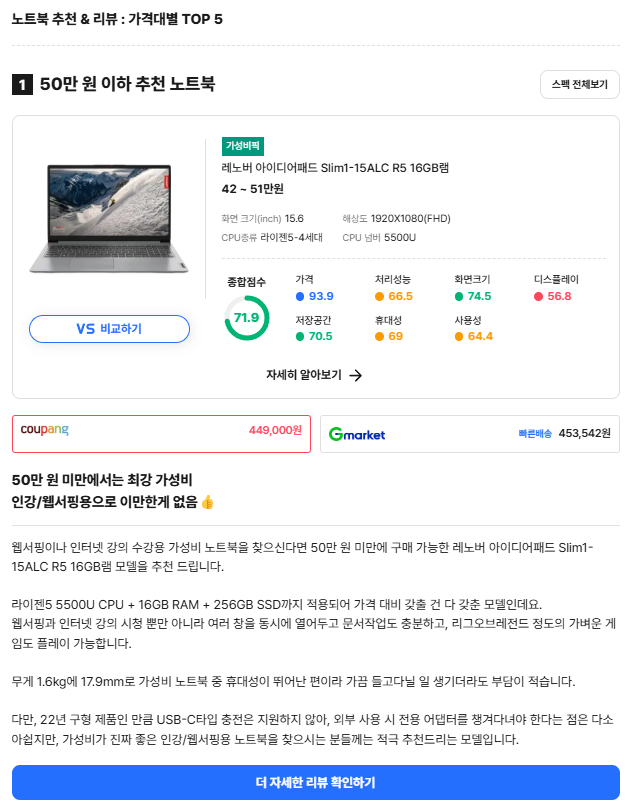 노트북 추천 & 리뷰 : 가격대별 TOP 5
1 50만 원 이하 추천 노트북
스펙 전체보기
가성비픽
레노버 아이디어패드 Slim1-15ALC R5 16GB램
42 ~ 51만원
화면 크기(inch) 15.6 해상도 1920X1080(FHD)
CPU종류 라이젠5-4세대 CPU 넘버 5500U
종합점수
71.9
가격 처리성능 화면크기 디스플레이
93.9 66.5 74.5 56.8
저장공간 휴대성 사용성
70.5 69 64.4
VS 비교하기
자세히 알아보기 →
coupang 449,000원
Gmarket 빠른배송 453,542원
50만 원 미만에서는 최강 가성비
인강/웹서핑용으로 이만한게 없음 👍
웹서핑이나 인터넷 강의 수강용 가성비 노트북을 찾으신다면 50만 원 미만에 구매 가능한 레노버 아이디어패드 Slim1-
15ALC R5 16GB램 모델을 추천 드립니다.
라이젠5 5500U CPU + 16GB RAM + 256GB SSD까지 적용되어 가격 대비 갖출 건 다 갖춘 모델인데요.
웹서핑과 인터넷 강의 시청 뿐만 아니라 여러 창을 동시에 열어두고 문서작업도 충분하고, 리그오브레전드 정도의 가벼운 게
임도 플레이 가능합니다.
무게 1.6kg에 17.9mm로 가성비 노트북 중 휴대성이 뛰어난 편이라 가끔 들고다닐 일 생기더라도 부담이 적습니다.
다만, 22년 구형 제품인 만큼 USB-C타입 충전은 지원하지 않아, 외부 사용 시 전용 어댑터를 챙겨다녀야 한다는 점은 다소
아쉽지만, 가성비가 진짜 좋은 인강/웹서핑용 노트북을 찾으시는 분들께는 적극 추천드리는 모델입니다.
더 자세한 리뷰 확인하기